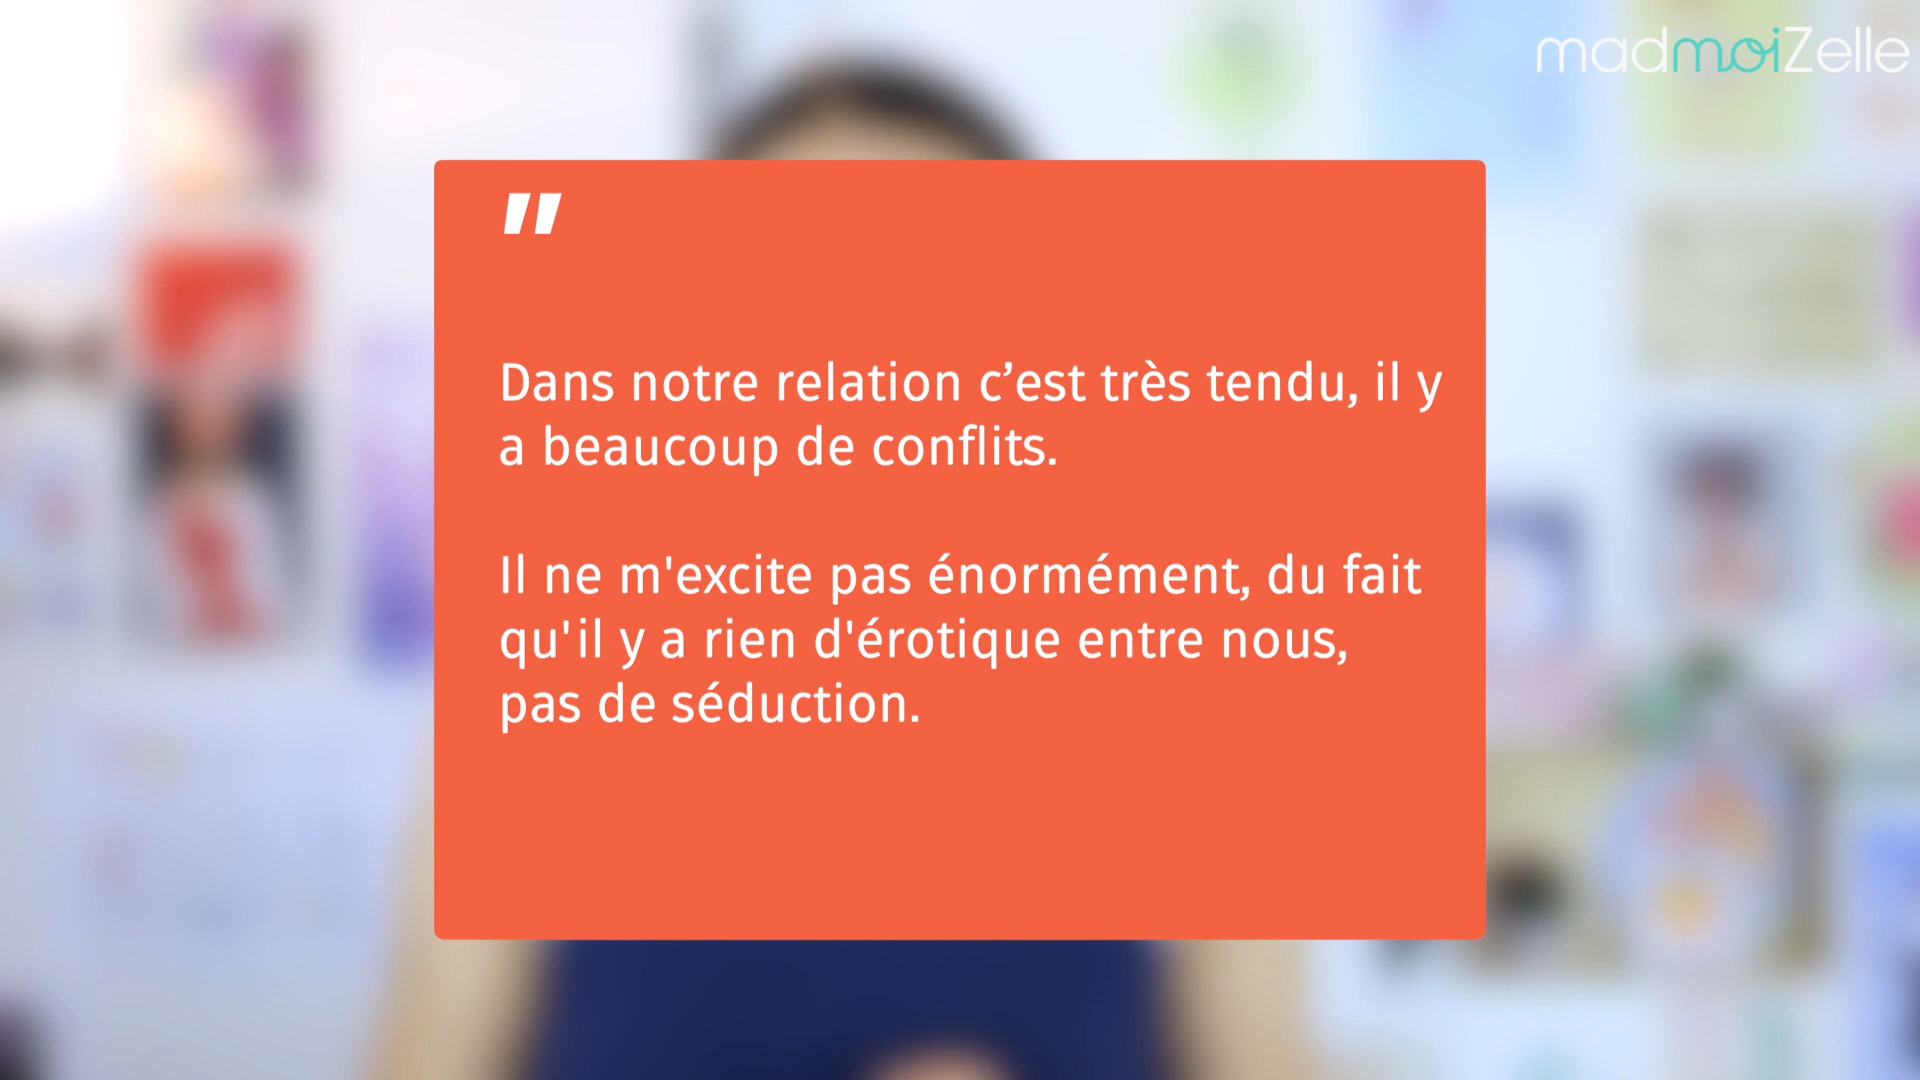 madmoiZelle
"
Dans notre relation c’est très tendu, il y
a beaucoup de conflits.
Il ne m'excite pas énormément, du fait
qu'il y a rien d'érotique entre nous,
pas de séduction.